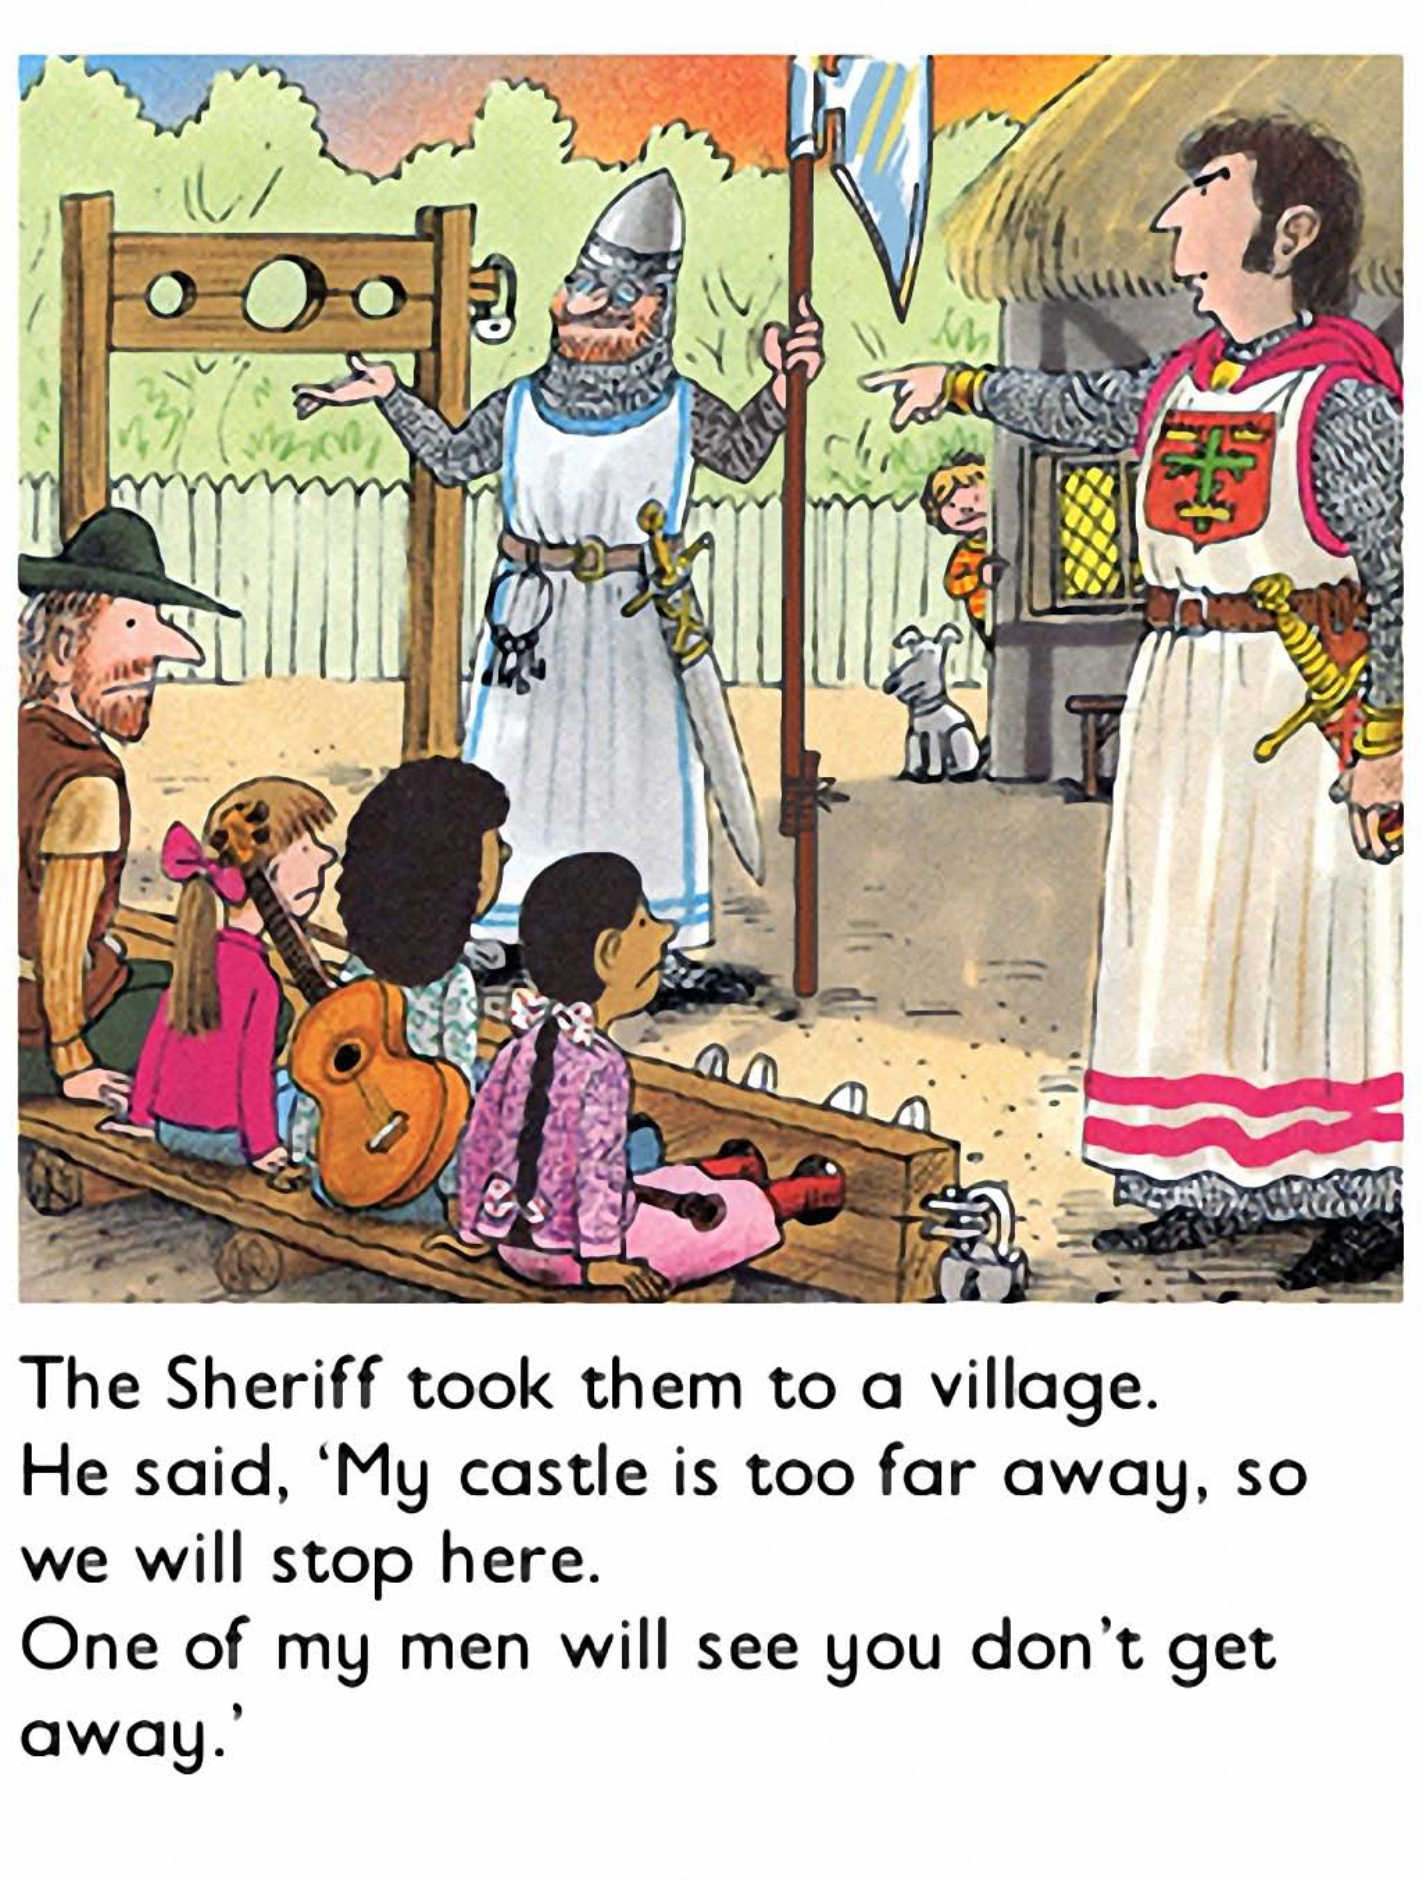 The Sheriff took them to a village.
He said, ‘My castle is too far away, so
we will stop here.
One of my men will see you don’t get
away.’